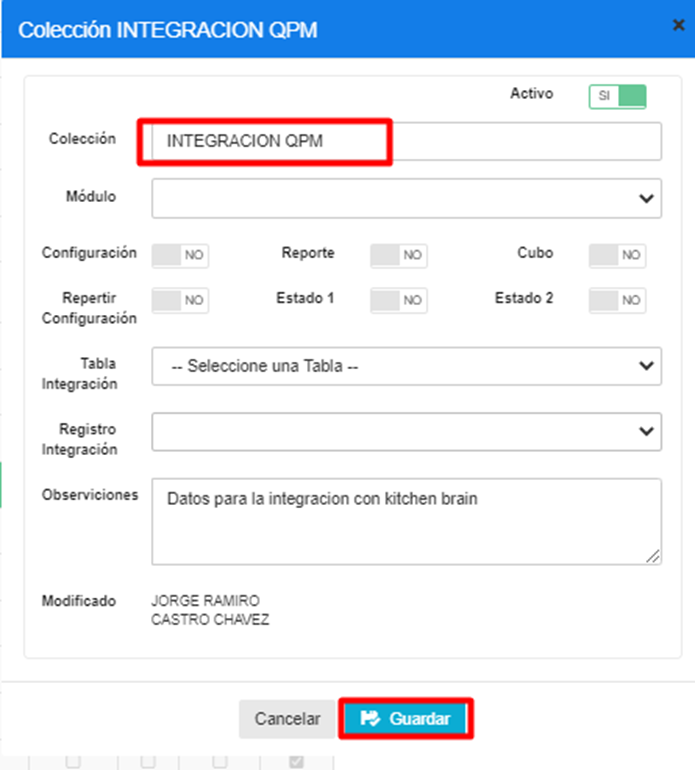 Colección INTEGRACION QPM
×
Activo
SI
Colección
INTEGRACION QPM
Módulo
Configuración
NO
Reporte
NO
Cubo
NO
Repertir
Configuración
NO
Estado 1
NO
Estado 2
NO
Tabla
Integración
-- Seleccione una Tabla --
Registro
Integración
Observiciones
Datos para la integracion con kitchen brain
Modificado
JORGE RAMIRO
CASTRO CHAVEZ
Cancelar
Guardar